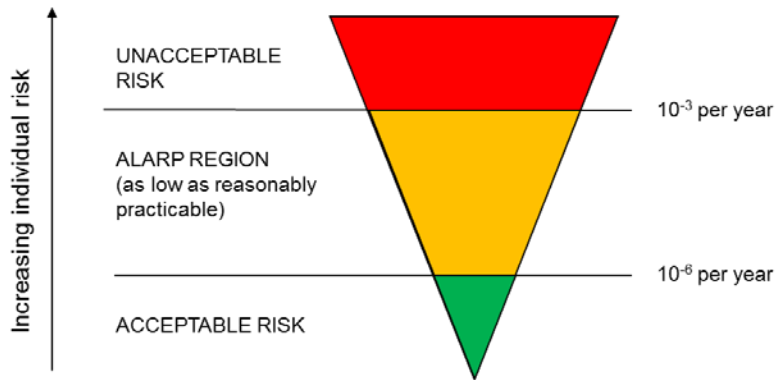 Increasing individual risk
UNACCEPTABLE
RISK
10⁻³ per year
ALARP REGION
(as low as reasonably
practicable)
10⁻⁶ per year
ACCEPTABLE RISK